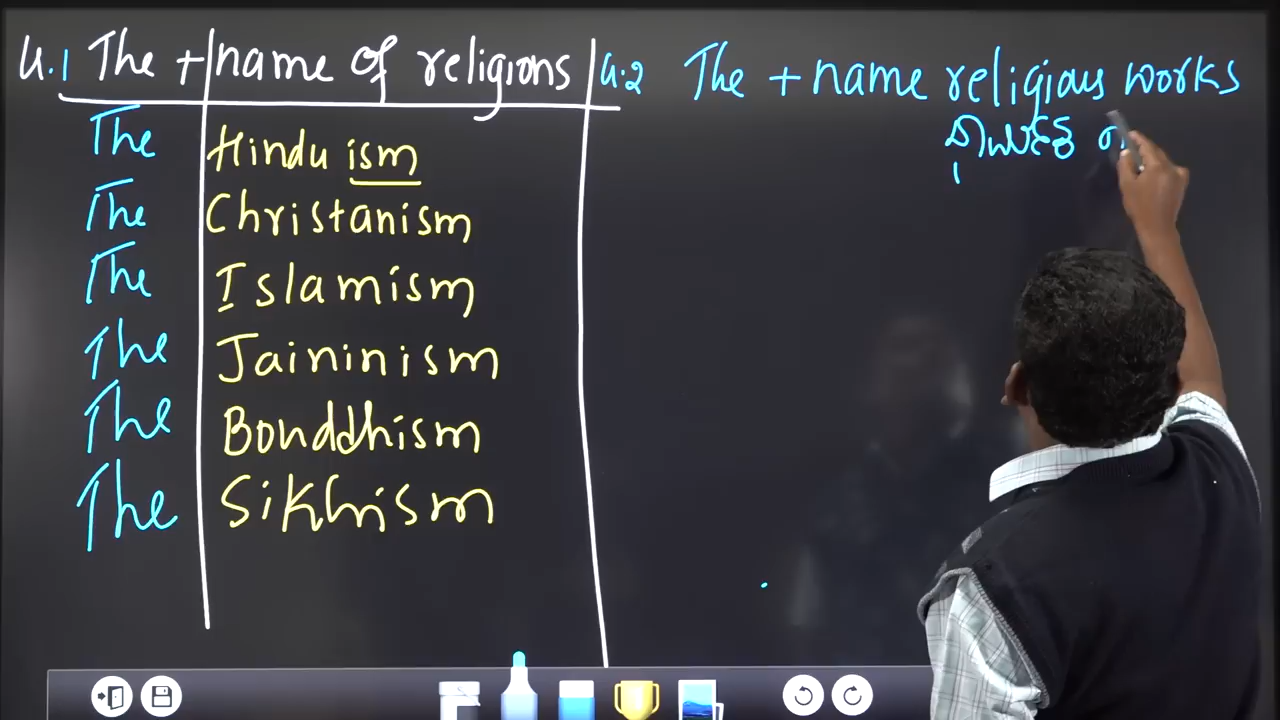 4.1 The + name of religions
The Hinduism
The Christanism
The Islamism
The Jaininism
The Bonddhism
The Sikhism
4.2 The + name religious works